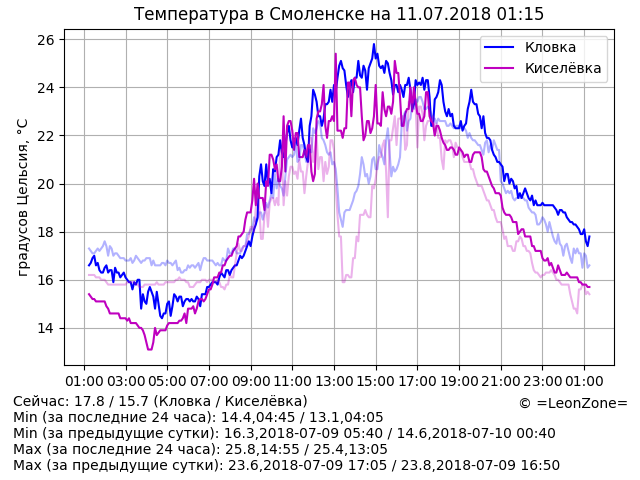 Температура в Смоленске на 11.07.2018 01:15
Кловка
Киселёвка
градусов Цельсия, °C
26
24
22
20
18
16
14
01:00 03:00 05:00 07:00 09:00 11:00 13:00 15:00 17:00 19:00 21:00 23:00 01:00
Сейчас: 17.8 / 15.7 (Кловка / Киселёвка)
© =LeonZone=
Min (за последние 24 часа): 14.4,04:45 / 13.1,04:05
Min (за предыдущие сутки): 16.3,2018-07-09 05:40 / 14.6,2018-07-10 00:40
Max (за последние 24 часа): 25.8,14:55 / 25.4,13:05
Max (за предыдущие сутки): 23.6,2018-07-09 17:05 / 23.8,2018-07-09 16:50